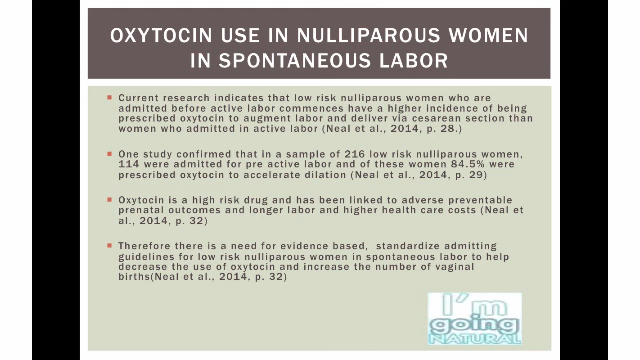 OXYTOCIN USE IN NULLIPAROUS WOMEN
IN SPONTANEOUS LABOR
Current research indicates that low risk nulliparous women who are
admitted before active labor commences have a higher incidence of being
prescribed oxytocin to augment labor and deliver via cesarean section than
women who admitted in active labor (Neal et al., 2014, p. 28.)
One study confirmed that in a sample of 216 low risk nulliparous women,
114 were admitted for pre active labor and of these women 84.5% were
prescribed oxytocin to accelerate dilation (Neal et al., 2014, p. 29)
Oxytocin is a high risk drug and has been linked to adverse preventable
prenatal outcomes and longer labor and higher health care costs (Neal et
al., 2014, p. 32)
Therefore there is a need for evidence based, standardize admitting
guidelines for low risk nulliparous women in spontaneous labor to help
decrease the use of oxytocin and increase the number of vaginal
births(Neal et al., 2014, p. 32)
I'm
going
NATURAL